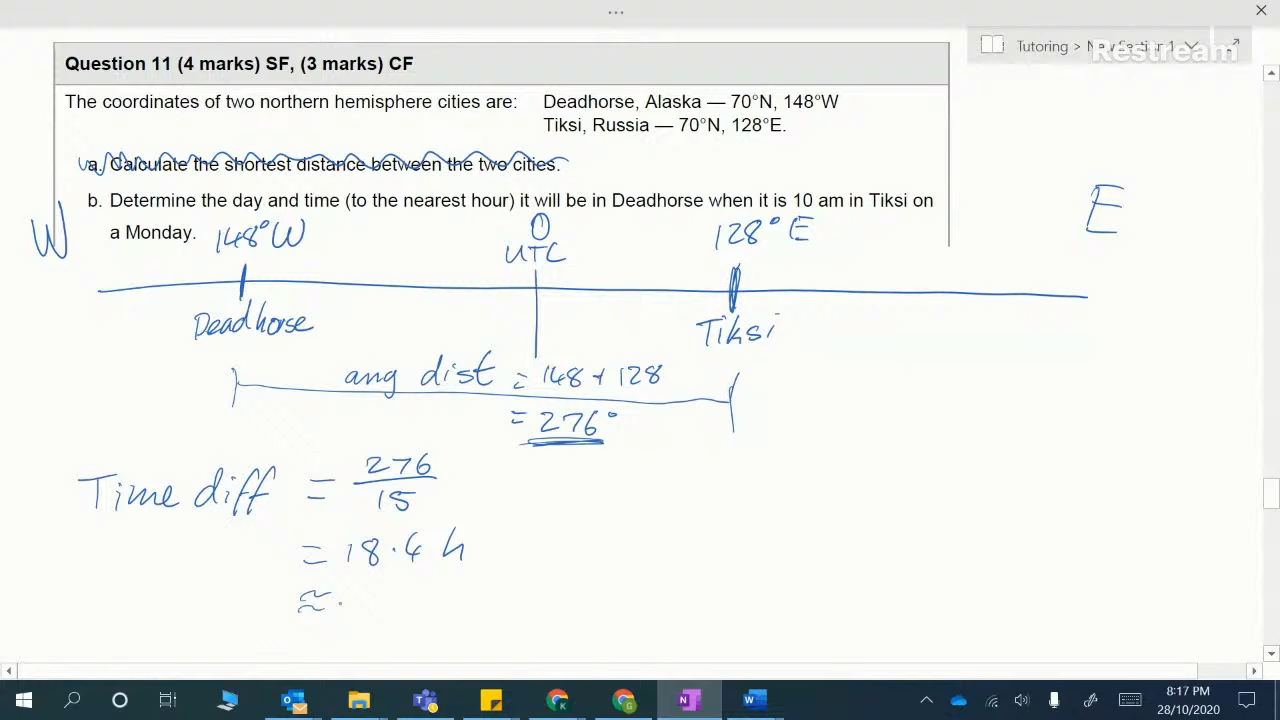 Tutoring > New Section 1
Restream
Question 11 (4 marks) SF, (3 marks) CF
The coordinates of two northern hemisphere cities are: Deadhorse, Alaska — 70°N, 148°W
Tiksi, Russia — 70°N, 128°E.
a. Calculate the shortest distance between the two cities.
b. Determine the day and time (to the nearest hour) it will be in Deadhorse when it is 10 am in Tiksi on
a Monday.
W 148°W 0 128°E E
UTC
Deadhorse Tiksi
ang dist = 148 + 128
= 276°
Time diff = 276
15
= 18.4 h
≈ .
8:17 PM
28/10/2020